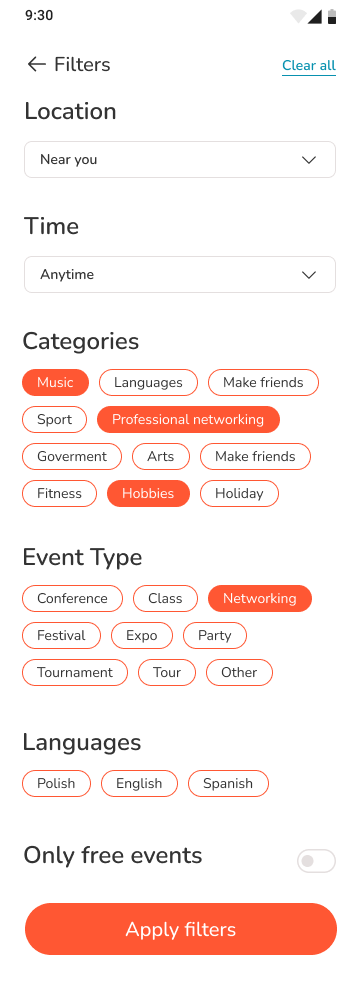 9:30
Filters Clear all
Location
Near you
Time
Anytime
Categories
Music Languages Make friends
Sport Professional networking
Goverment Arts Make friends
Fitness Hobbies Holiday
Event Type
Conference Class Networking
Festival Expo Party
Tournament Tour Other
Languages
Polish English Spanish
Only free events
Apply filters